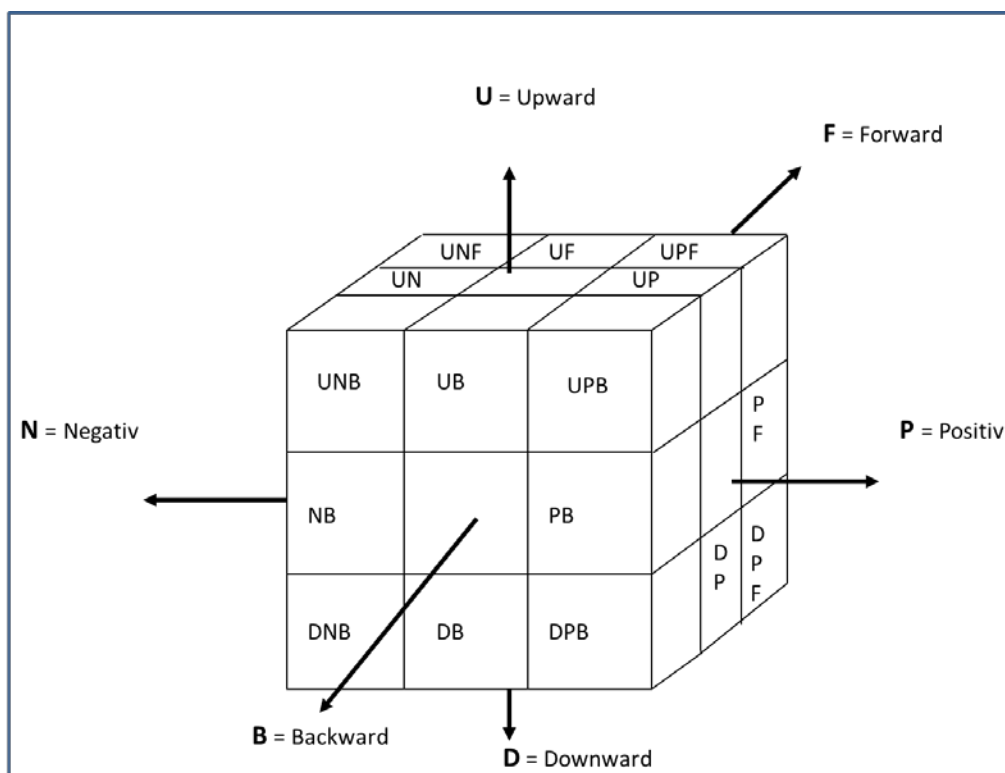 U = Upward
F = Forward
UNF UF UPF
UN UP
UNB UB UPB
P
F
N = Negativ
P = Positiv
NB PB
D
P
D
P
F
DNB DB DPB
B = Backward
D = Downward